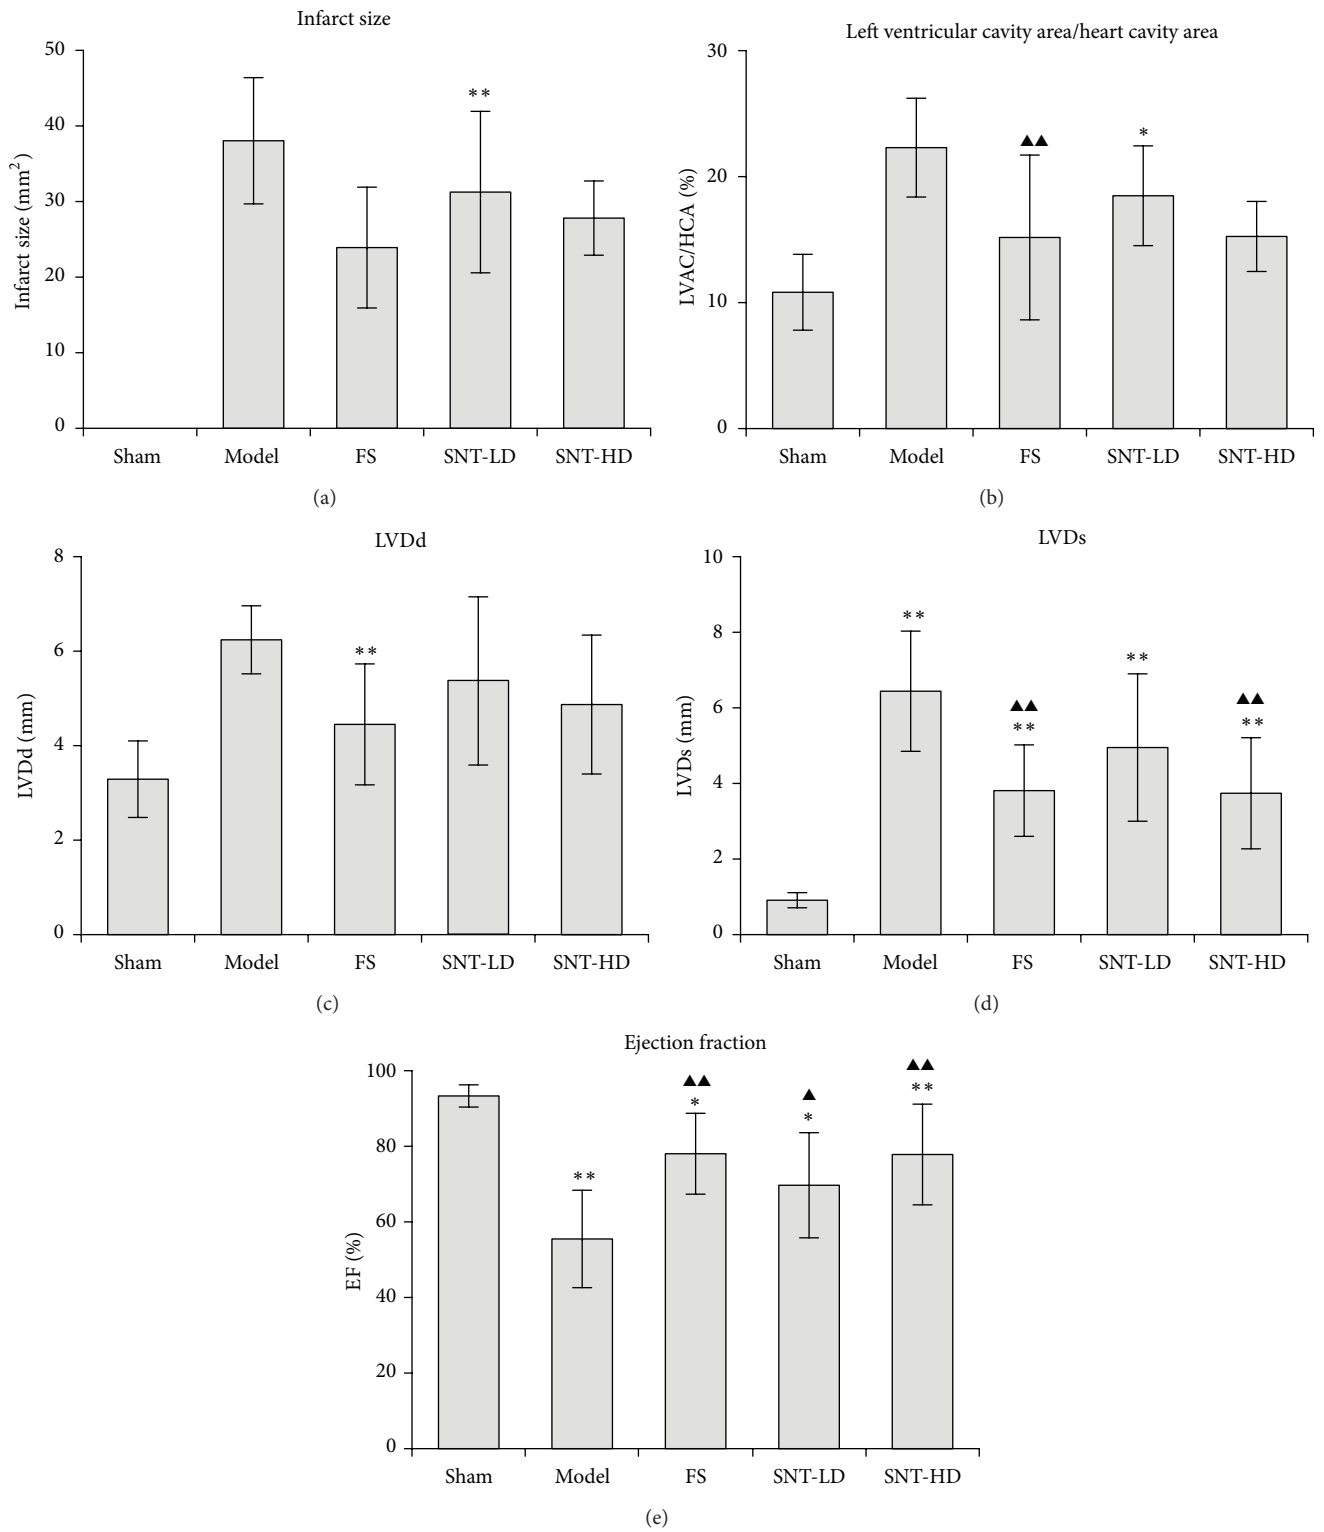 Infarct size
50
40
30
20
10
0
Infarct size (mm²)
**
Sham Model FS SNT-LD SNT-HD
(a)
Left ventricular cavity area/heart cavity area
30
20
10
0
LVAC/HCA (%)
▲▲ *
Sham Model FS SNT-LD SNT-HD
(b)
LVDd
8
6
4
2
0
LVDd (mm)
**
Sham Model FS SNT-LD SNT-HD
(c)
LVDs
10
8
6
4
2
0
LVDs (mm)
**
**
▲▲ ▲▲
** **
Sham Model FS SNT-LD SNT-HD
(d)
Ejection fraction
100
80
60
40
20
0
EF (%)
▲▲ ▲ ▲▲
* * **
**
Sham Model FS SNT-LD SNT-HD
(e)